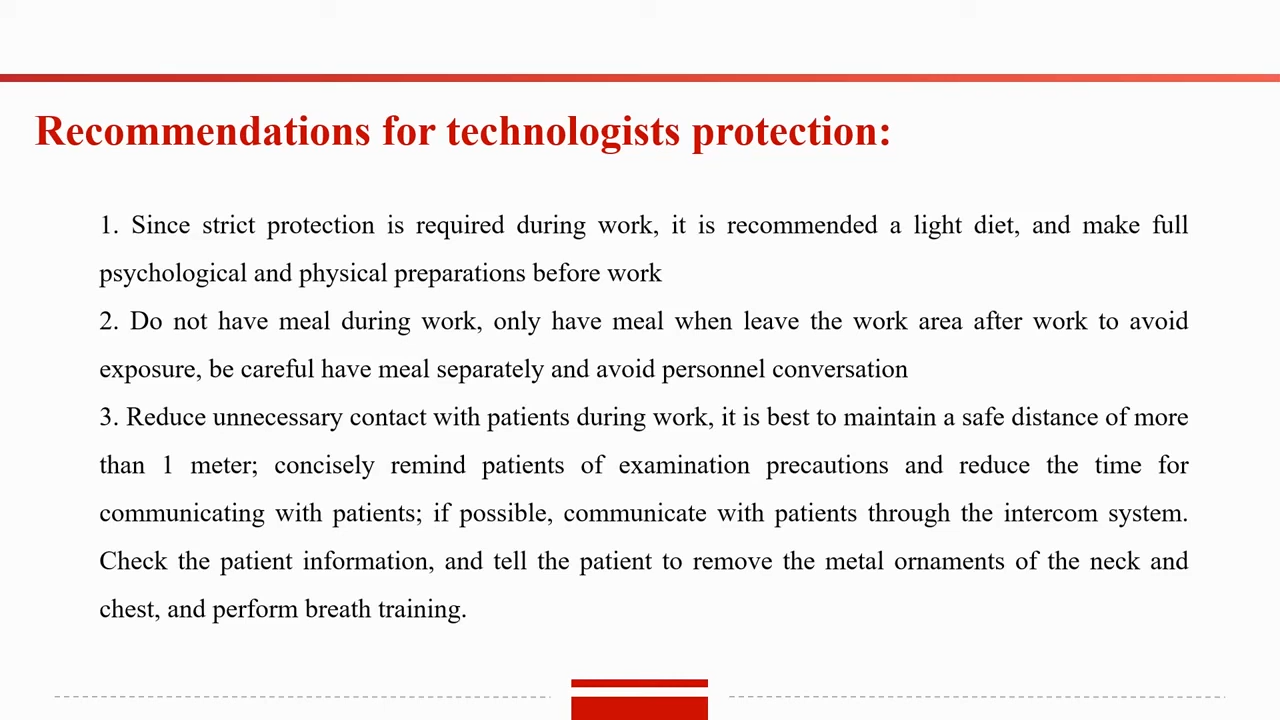 Recommendations for technologists protection:
1. Since strict protection is required during work, it is recommended a light diet, and make full
psychological and physical preparations before work
2. Do not have meal during work, only have meal when leave the work area after work to avoid
exposure, be careful have meal separately and avoid personnel conversation
3. Reduce unnecessary contact with patients during work, it is best to maintain a safe distance of more
than 1 meter; concisely remind patients of examination precautions and reduce the time for
communicating with patients; if possible, communicate with patients through the intercom system.
Check the patient information, and tell the patient to remove the metal ornaments of the neck and
chest, and perform breath training.